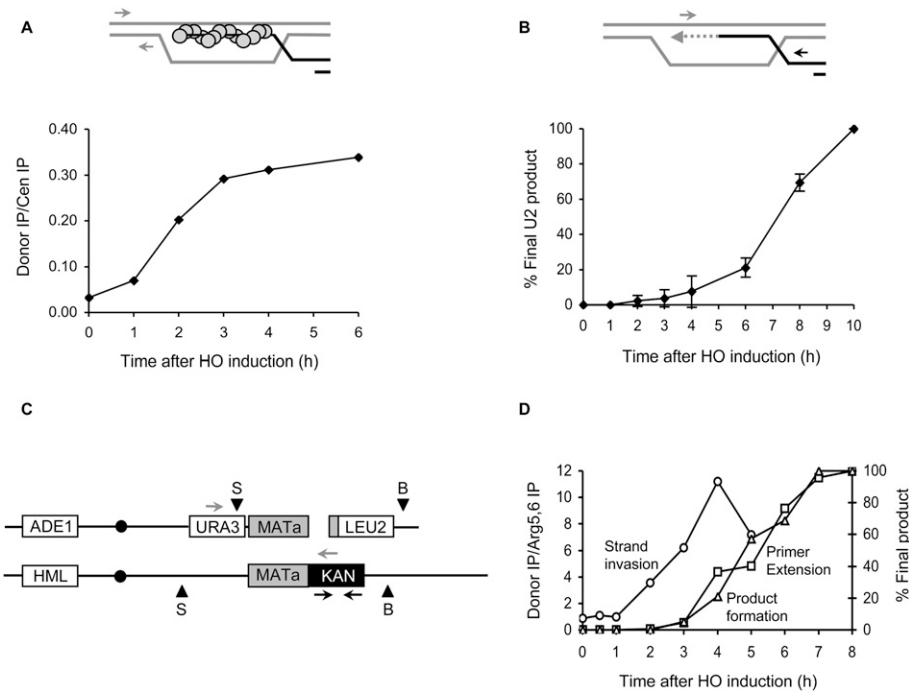 A
B
0.40
0.30
0.20
0.10
0.00
0 1 2 3 4 5 6
Donor IP/Cen IP
Time after HO induction (h)
100
80
60
40
20
0
0 1 2 3 4 5 6 7 8 9 10
% Final U2 product
Time after HO induction (h)
C
S
B
ADE1
URA3
MATa
LEU2
HML
MATa
KAN
S
B
D
12
10
8
6
4
2
0
Donor IP/Arg5,6 IP
Strand
invasion
Primer
Extension
Product
formation
100
80
60
40
20
0
% Final product
0 1 2 3 4 5 6 7 8
Time after HO induction (h)